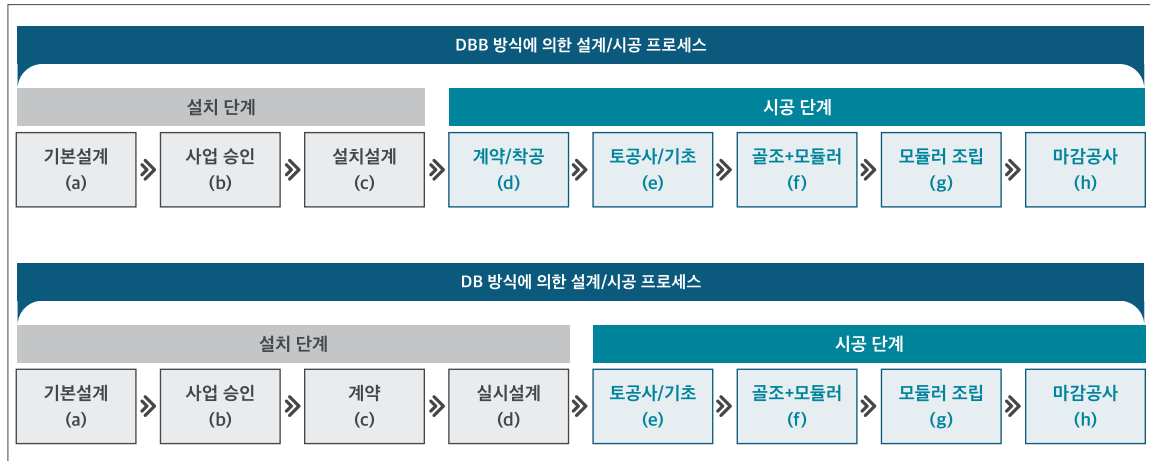 DBB 방식에 의한 설계/시공 프로세스
설치 단계
시공 단계
기본설계
(a)
사업 승인
(b)
설치설계
(c)
계약/착공
(d)
토공사/기초
(e)
골조+모듈러
(f)
모듈러 조립
(g)
마감공사
(h)
DB 방식에 의한 설계/시공 프로세스
설치 단계
시공 단계
기본설계
(a)
사업 승인
(b)
계약
(c)
실시설계
(d)
토공사/기초
(e)
골조+모듈러
(f)
모듈러 조립
(g)
마감공사
(h)